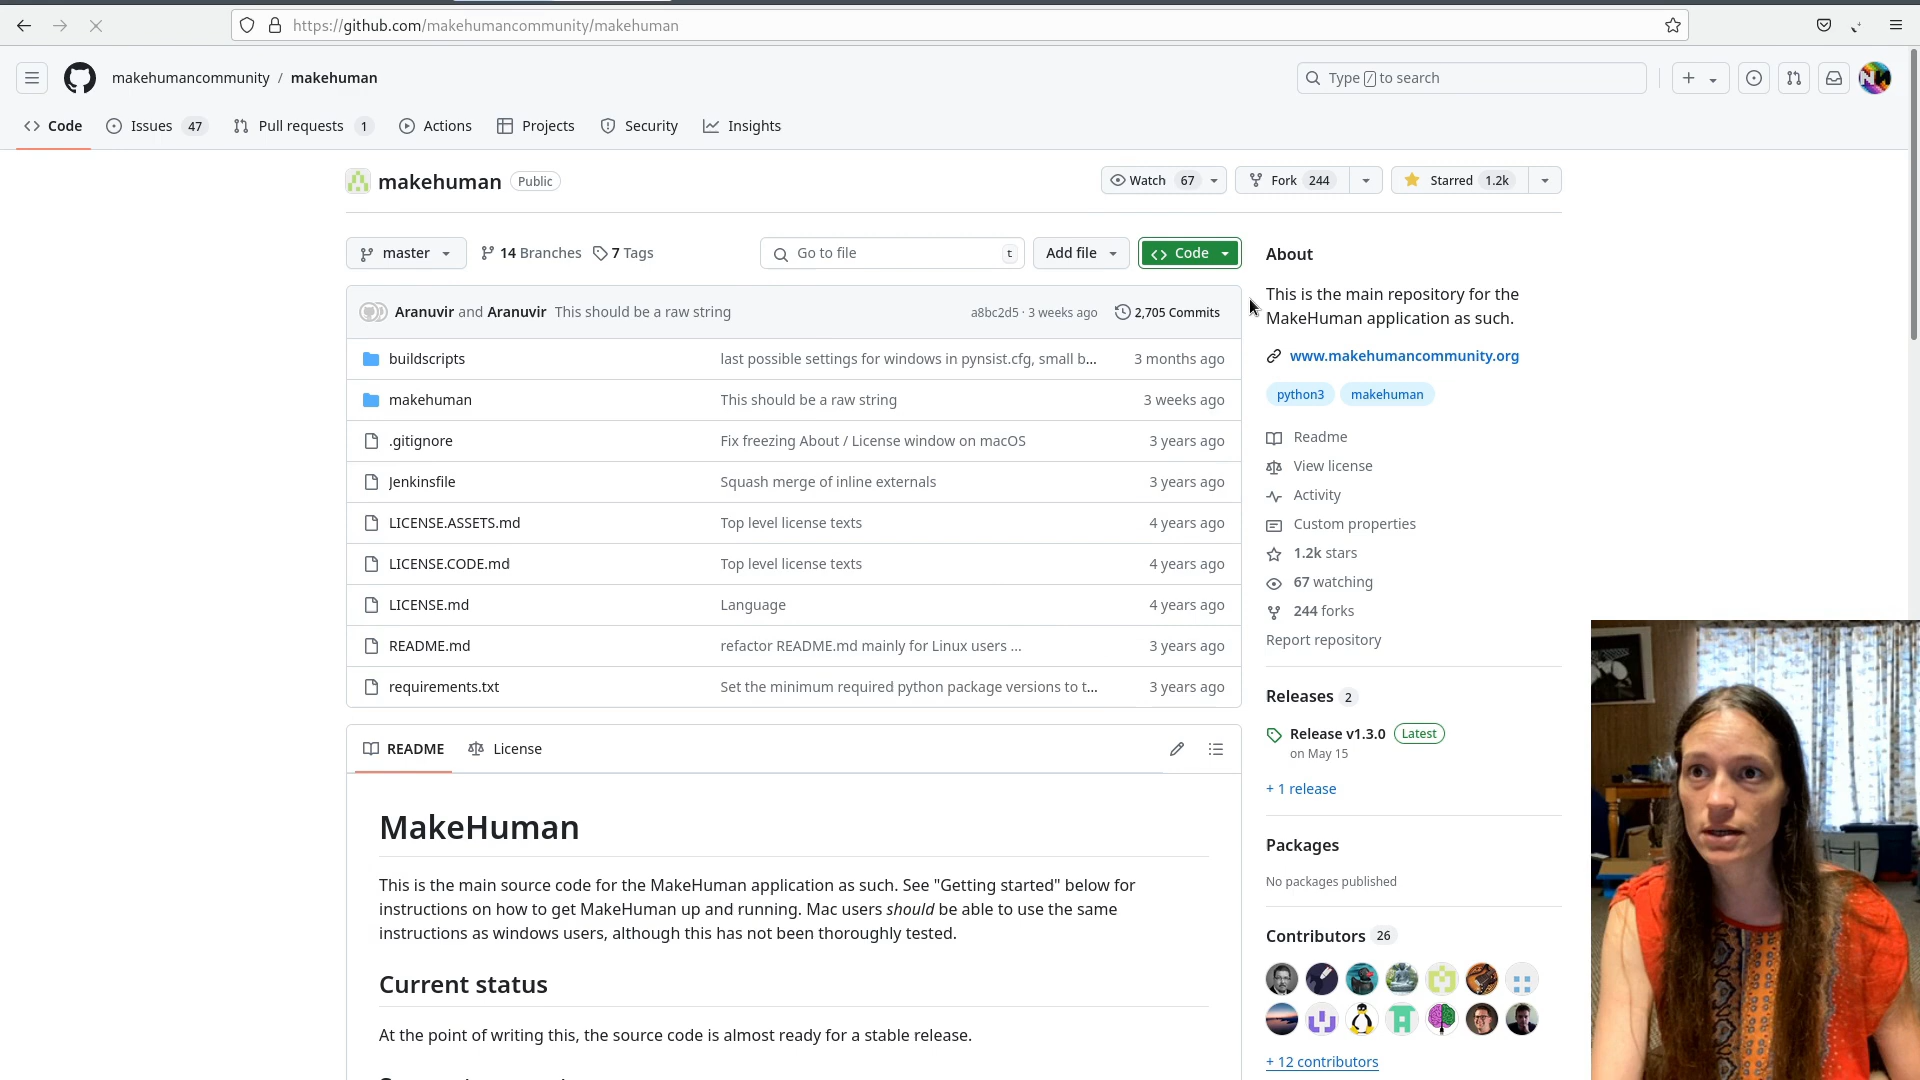 https://github.com/makehumancommunity/makehuman
makehumancommunity / makehuman
Type / to search
Code
Issues 47
Pull requests 1
Actions
Projects
Security
Insights
makehuman Public
Watch 67
Fork 244
Starred 1.2k
master
14 Branches
7 Tags
Go to file t
Add file
Code
Aranuvir and Aranuvir This should be a raw string a8bc2d5 · 3 weeks ago 2,705 Commits
buildscripts last possible settings for windows in pynsist.cfg, small b... 3 months ago
makehuman This should be a raw string 3 weeks ago
.gitignore Fix freezing About / License window on macOS 3 years ago
Jenkinsfile Squash merge of inline externals 3 years ago
LICENSE.ASSETS.md Top level license texts 4 years ago
LICENSE.CODE.md Top level license texts 4 years ago
LICENSE.md Language 4 years ago
README.md refactor README.md mainly for Linux users ... 3 years ago
requirements.txt Set the minimum required python package versions to t... 3 years ago
README
License
MakeHuman
This is the main source code for the MakeHuman application as such. See "Getting started" below for
instructions on how to get MakeHuman up and running. Mac users should be able to use the same
instructions as windows users, although this has not been thoroughly tested.
Current status
At the point of writing this, the source code is almost ready for a stable release.
About
This is the main repository for the
MakeHuman application as such.
www.makehumancommunity.org
python3 makehuman
Readme
View license
Activity
Custom properties
1.2k stars
67 watching
244 forks
Report repository
Releases 2
Release v1.3.0 Latest
on May 15
+ 1 release
Packages
No packages published
Contributors 26
+ 12 contributors